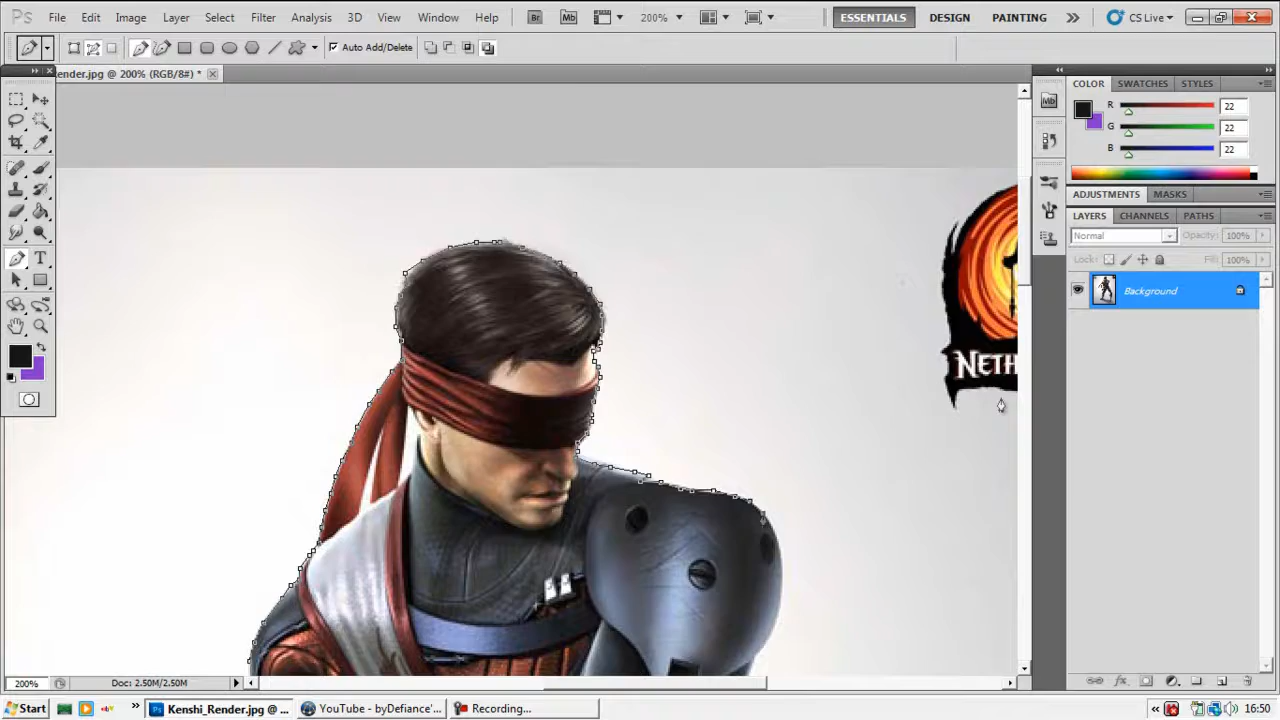 Ps File Edit Image Layer Select Filter Analysis 3D View Window Help Br Mb 200% ESSENTIALS DESIGN PAINTING CS Live
Auto Add/Delete
ender.jpg @ 200% (RGB/8#) *
Mb
COLOR SWATCHES STYLES
R 22
G 22
B 22
ADJUSTMENTS MASKS
LAYERS CHANNELS PATHS
Normal Opacity: 100%
Lock: Fill: 100%
Background
T
NETH
200% Doc: 2.50M/2.50M
Start Kenshi_Render.jpg @ ... YouTube - byDefiance'... Recording... 16:50